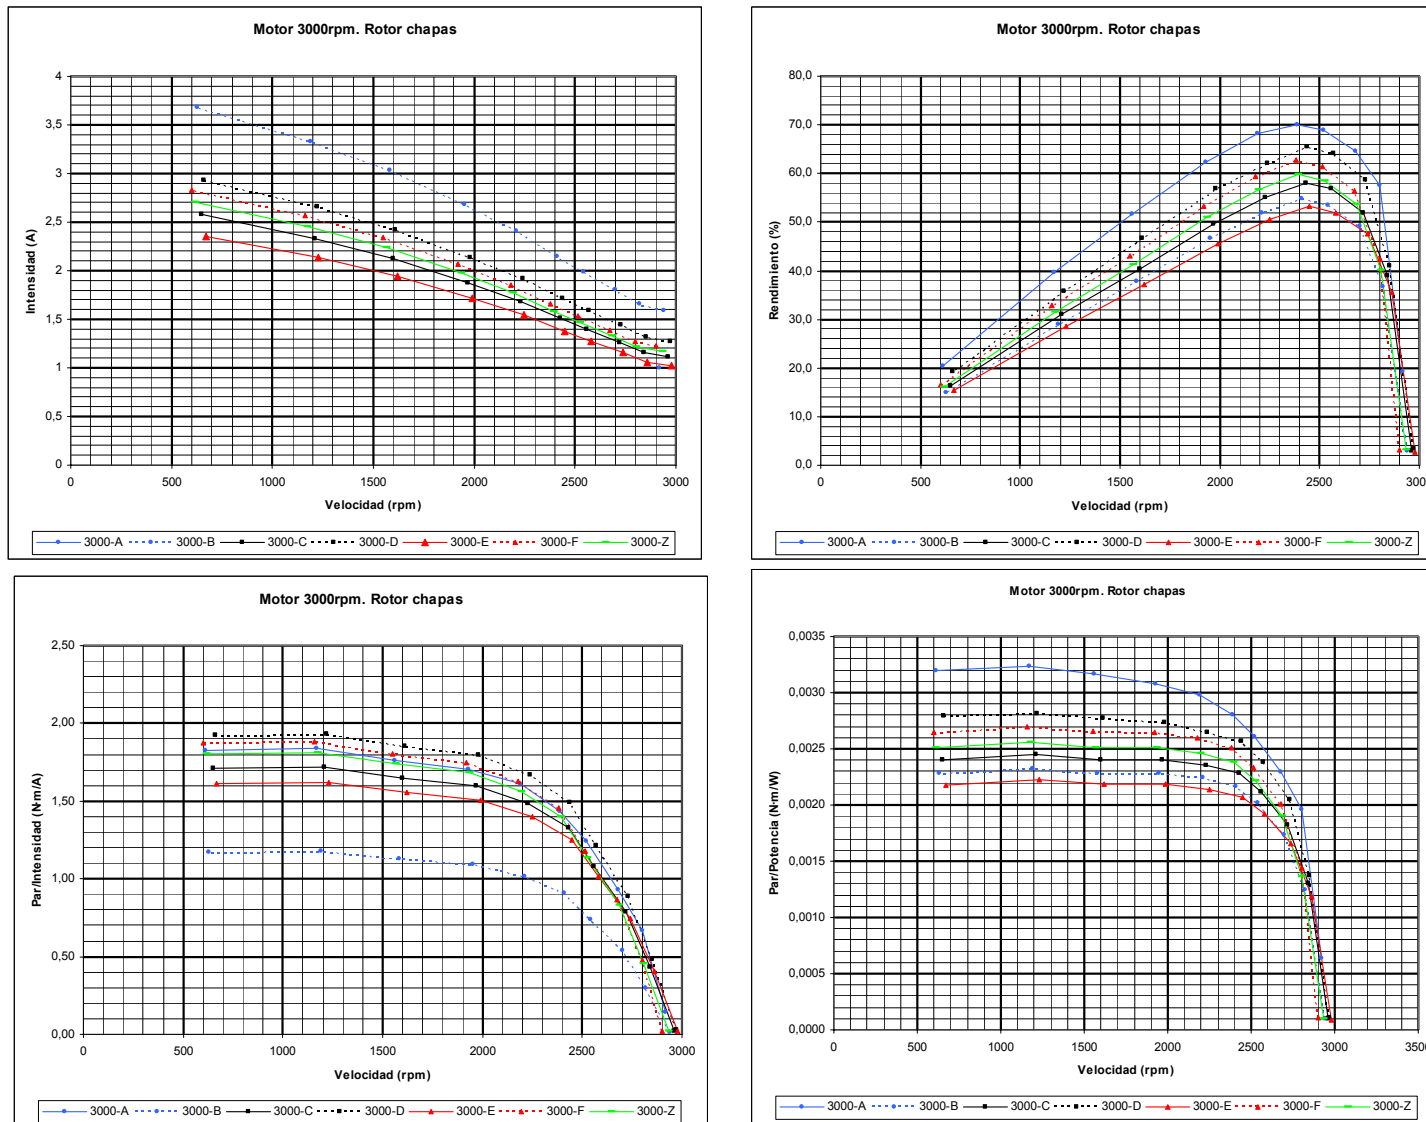 Motor 3000rpm. Rotor chapas
Intensidad (A)
4
3,5
3
2,5
2
1,5
1
0,5
0
0 500 1000 1500 2000 2500 3000
Velocidad (rpm)
3000-A 3000-B 3000-C 3000-D 3000-E 3000-F 3000-Z
Motor 3000rpm. Rotor chapas
Rendimiento (%)
80,0
70,0
60,0
50,0
40,0
30,0
20,0
10,0
0,0
0 500 1000 1500 2000 2500 300
Velocidad (rpm)
3000-A 3000-B 3000-C 3000-D 3000-E 3000-F 3000-Z
Motor 3000rpm. Rotor chapas
Par/Intensidad (N·m/A)
2,50
2,00
1,50
1,00
0,50
0,00
0 500 1000 1500 2000 2500 3000
Velocidad (rpm)
3000-A 3000-B 3000-C 3000-D 3000-E 3000-F 3000-Z
Motor 3000rpm. Rotor chapas
Par/Potencia (N·m/W)
0,0035
0,0030
0,0025
0,0020
0,0015
0,0010
0,0005
0,0000
0 500 1000 1500 2000 2500 3000 350
Velocidad (rpm)
3000-A 3000-B 3000-C 3000-D 3000-E 3000-F 3000-Z